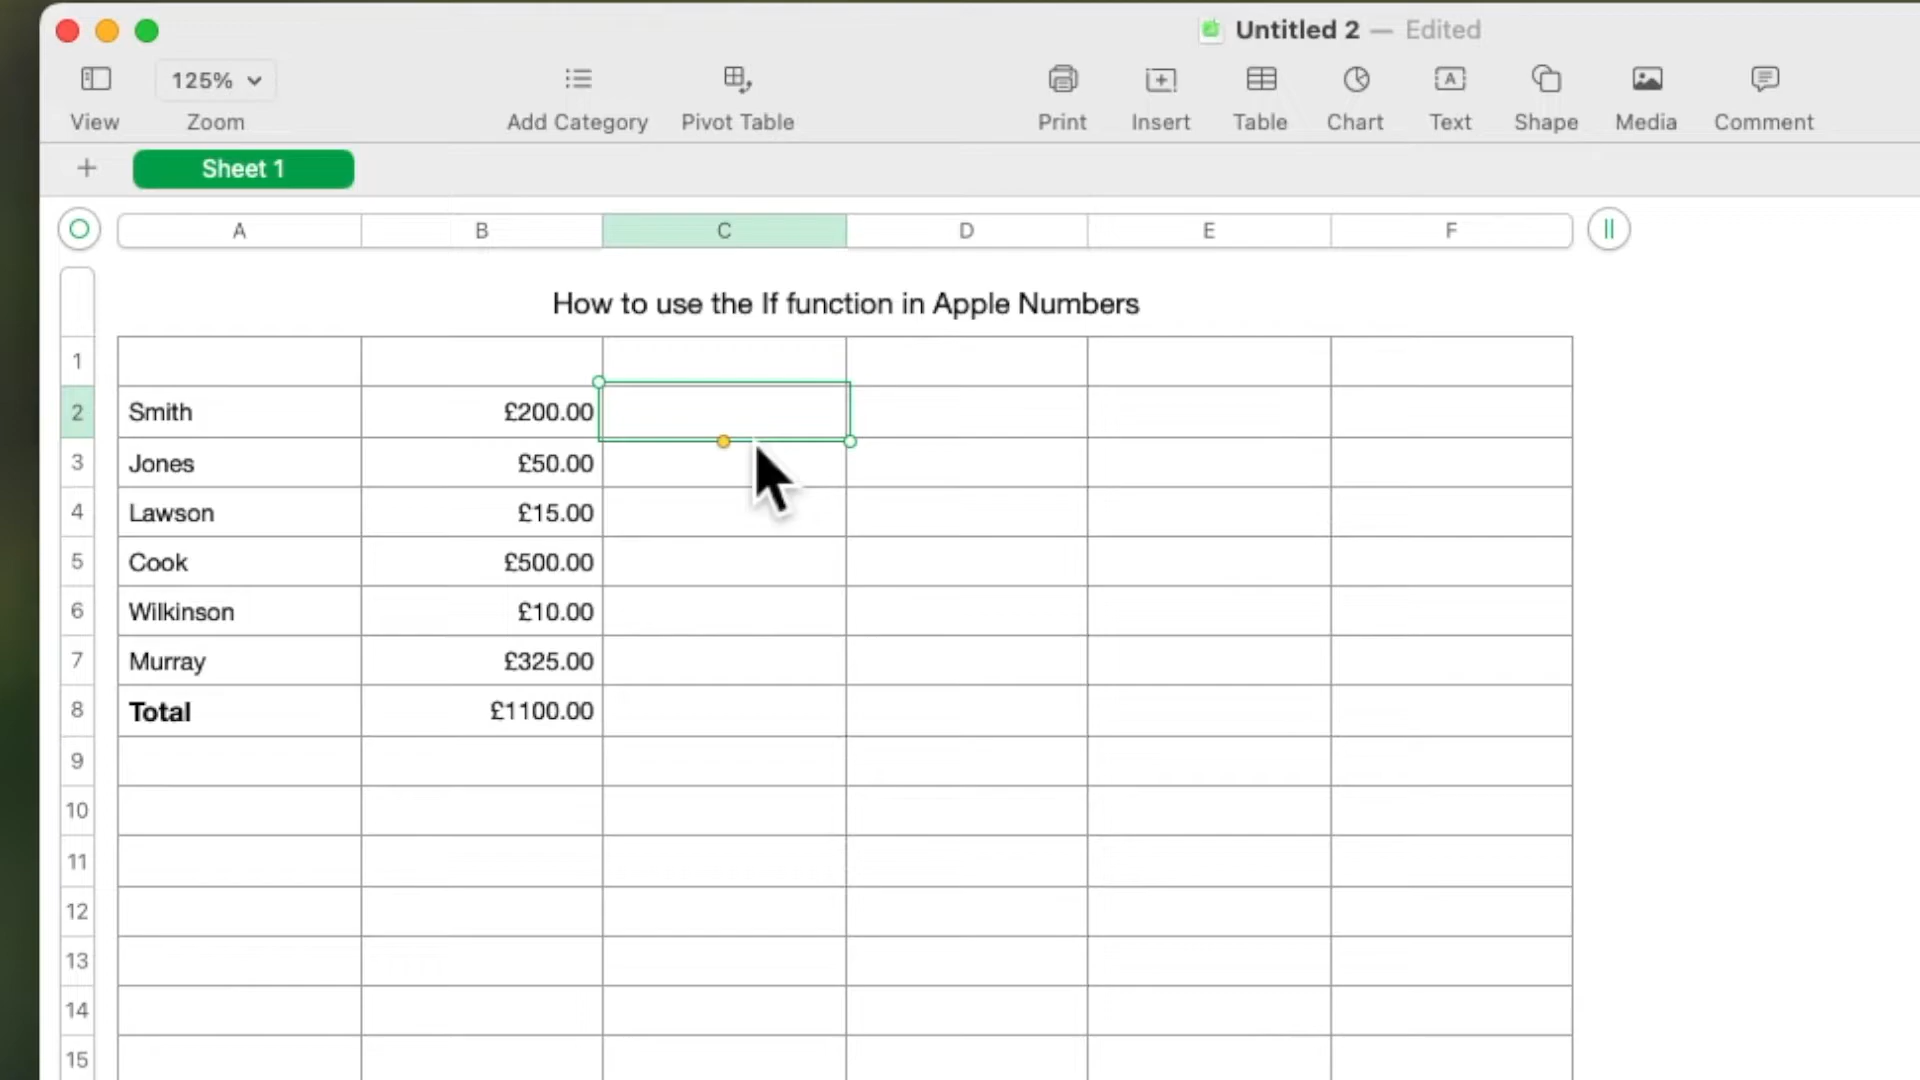 Untitled 2 — Edited
125%
View Zoom Add Category Pivot Table Print Insert Table Chart Text Shape Media Comment
+ Sheet 1
A B C D E F
How to use the If function in Apple Numbers
1
2 Smith £200.00
3 Jones £50.00
4 Lawson £15.00
5 Cook £500.00
6 Wilkinson £10.00
7 Murray £325.00
8 Total £1100.00
9
10
11
12
13
14
15